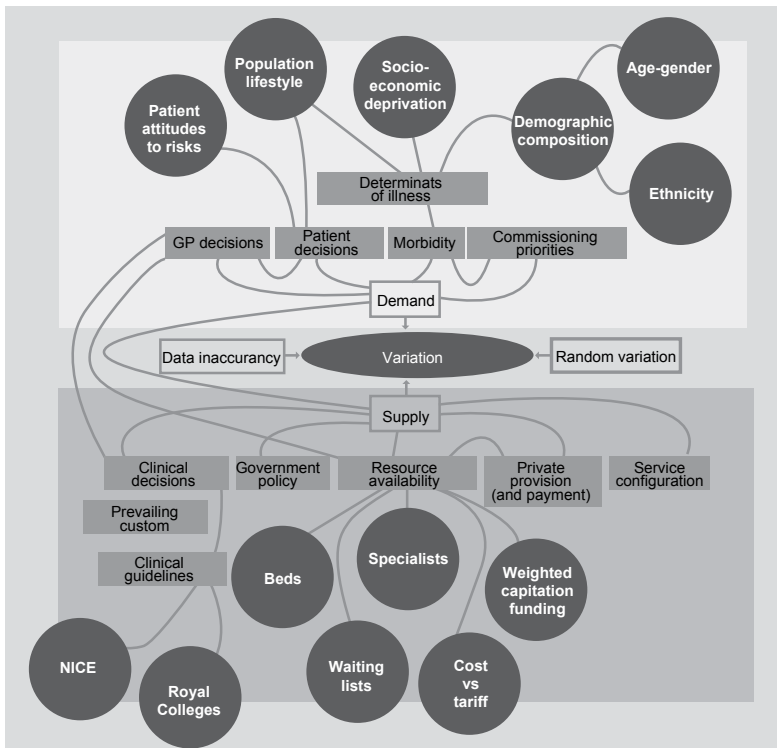 Population
lifestyle
Socio-
economic
deprivation
Age-gender
Patient
attitudes
to risks
Demographic
composition
Ethnicity
Determinats
of illness
GP decisions
Patient
decisions
Morbidity
Commissioning
priorities
Demand
Data inaccurancy
Variation
Random variation
Supply
Clinical
decisions
Government
policy
Resource
availability
Private
provision
(and payment)
Service
configuration
Prevailing
custom
Clinical
guidelines
Beds
Specialists
Weighted
capitation
funding
NICE
Royal
Colleges
Waiting
lists
Cost
vs
tariff